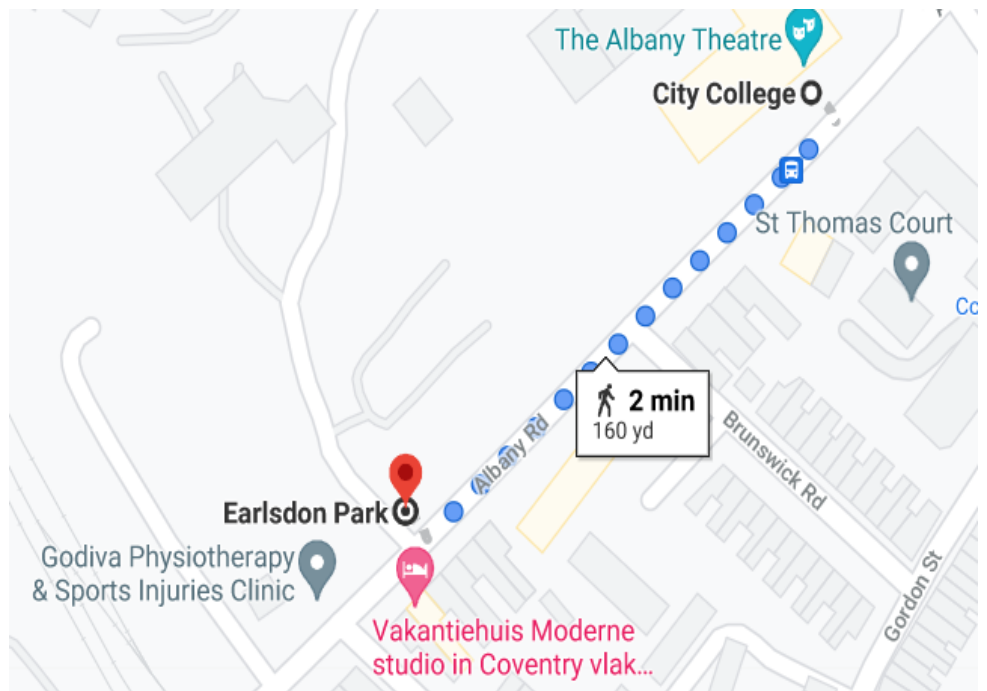 The Albany Theatre
City College
St Thomas Court
Co
2 min
160 yd
Albany Rd
Brunswick Rd
Earlsdon Park
Godiva Physiotherapy
& Sports Injuries Clinic
Gordon St
Vakantiehuis Moderne
studio in Coventry vlak...